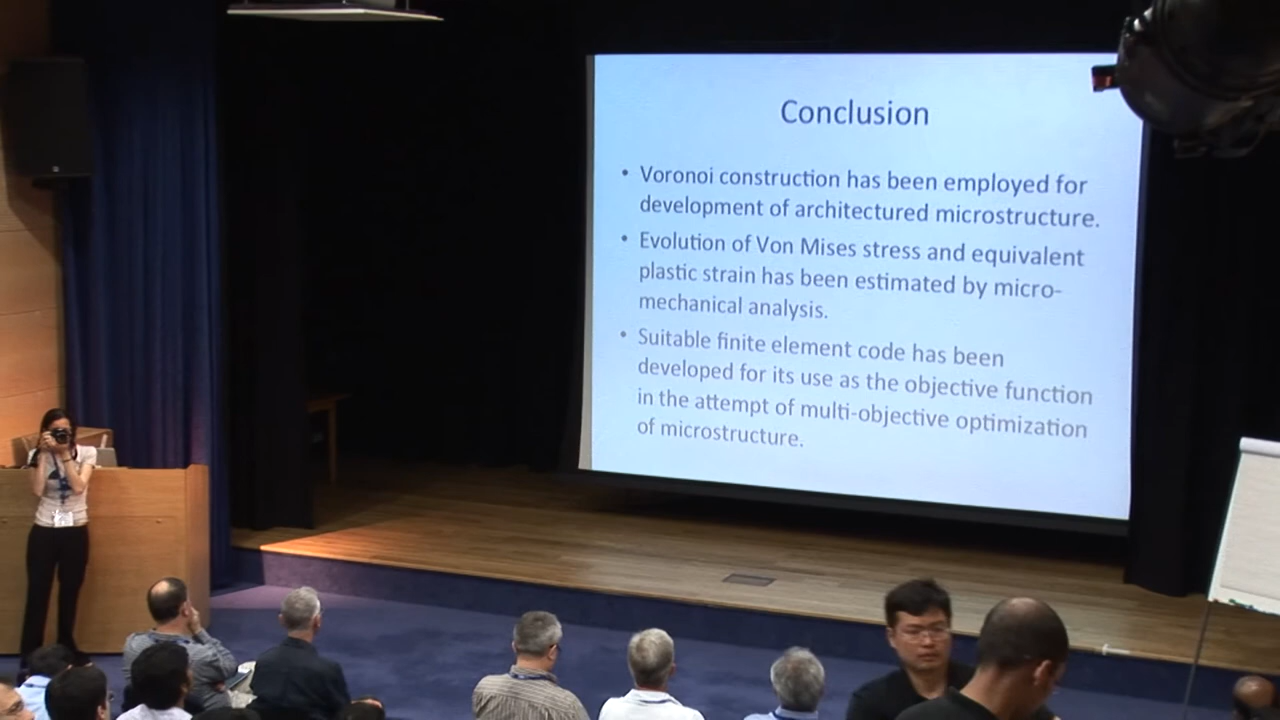 Conclusion
• Voronoi construction has been employed for
development of architectured microstructure.
• Evolution of Von Mises stress and equivalent
plastic strain has been estimated by micro-
mechanical analysis.
• Suitable finite element code has been
developed for its use as the objective function
in the attempt of multi-objective optimization
of microstructure.